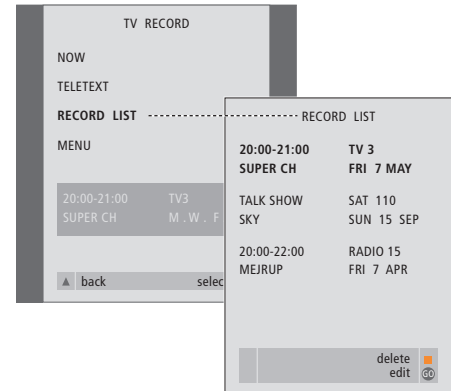 TV RECORD
NOW
TELETEXT
RECORD LIST
MENU
20:00-21:00 TV3
SUPER CH M . W . F
▲ back selec
RECORD LIST
20:00-21:00 TV 3
SUPER CH FRI 7 MAY
TALK SHOW SAT 110
SKY SUN 15 SEP
20:00-22:00 RADIO 15
MEJRUP FRI 7 APR
delete
edit GO